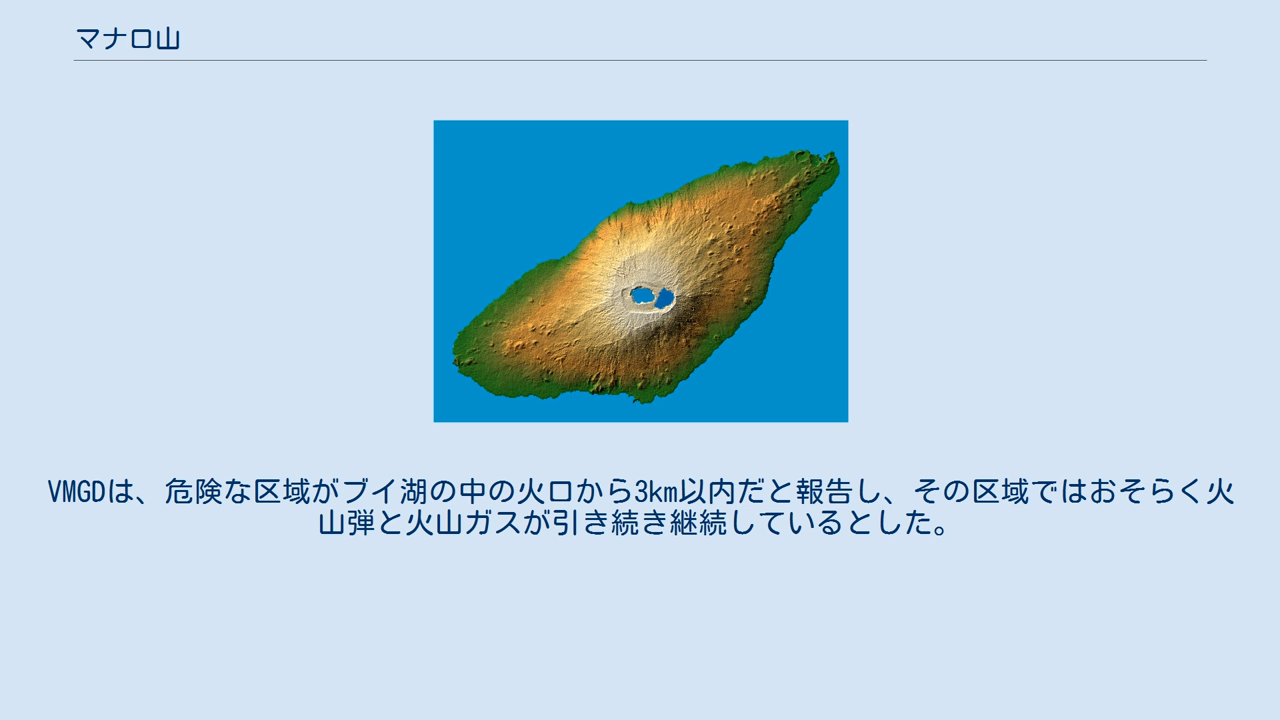 マナロ山
VMGDは、危険な区域がブイ湖の中の火口から3km以内だと報告し、その区域ではおそらく火
山弾と火山ガスが引き続き継続しているとした。